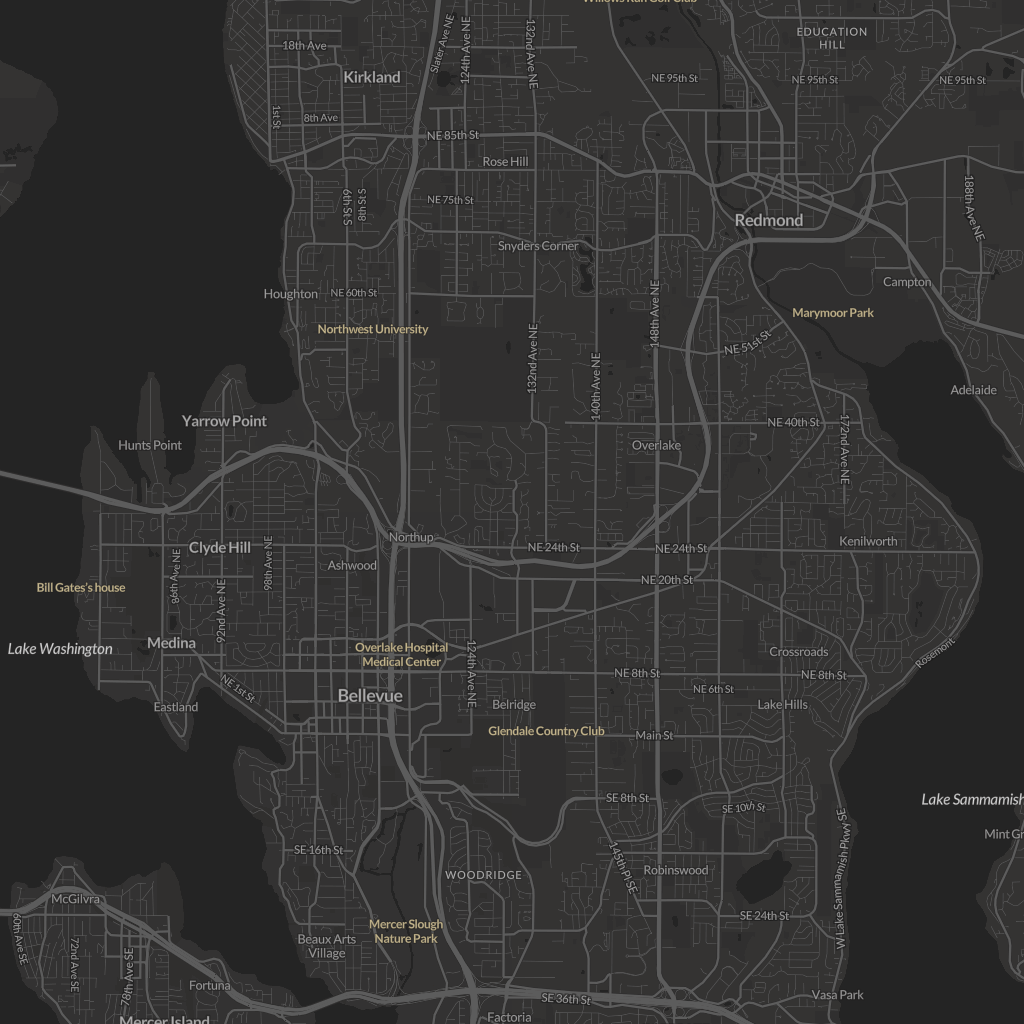 Willows Run Golf Club
EDUCATION
HILL
18th Ave
Slater Ave NE
124th Ave NE
132nd Ave NE
Kirkland
NE 95th St
NE 95th St
NE 95th St
1st St
8th Ave
NE 85th St
Rose Hill
6th St S
8th St S
NE 75th St
188th Ave NE
Redmond
Snyders Corner
Houghton
NE 60th St
148th Ave NE
Campton
Marymoor Park
Northwest University
NE 51st St
132nd Ave NE
140th Ave NE
Adelaide
Yarrow Point
NE 40th St
172nd Ave NE
Hunts Point
Overlake
Northup
Clyde Hill
NE 24th St
NE 24th St
Kenilworth
86th Ave NE
98th Ave NE
Ashwood
NE 20th St
Bill Gates's house
92nd Ave NE
Lake Washington
Medina
Overlake Hospital
Medical Center
124th Ave NE
Crossroads
Rosemont
NE 8th St
NE 8th St
NE 1st St
Bellevue
NE 6th St
Eastland
Belridge
Lake Hills
Glendale Country Club
Main St
SE 8th St
SE 10th St
Lake Sammamish
Mint Gr
SE 16th St
WOODRIDGE
145th Pl SE
Robinswood
W Lake Sammamish Pkwy SE
McGilvra
60th Ave SE
72nd Ave SE
78th Ave SE
Mercer Slough
Nature Park
SE 24th St
Beaux Arts
Village
Fortuna
SE 36th St
Vasa Park
Mercer Island
Factoria